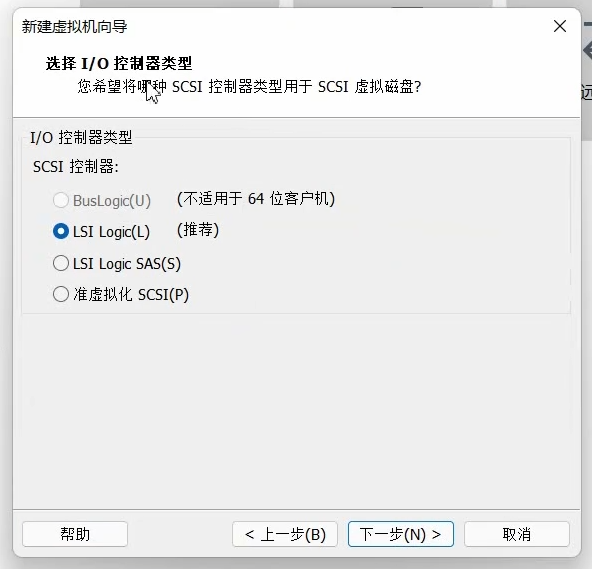 新建虚拟机向导
选择 I/O 控制器类型
您希望将哪种 SCSI 控制器类型用于 SCSI 虚拟磁盘?
I/O 控制器类型
SCSI 控制器:
BusLogic(U) (不适用于 64 位客户机)
LSI Logic(L) (推荐)
LSI Logic SAS(S)
准虚拟化 SCSI(P)
帮助 < 上一步(B) 下一步(N) > 取消